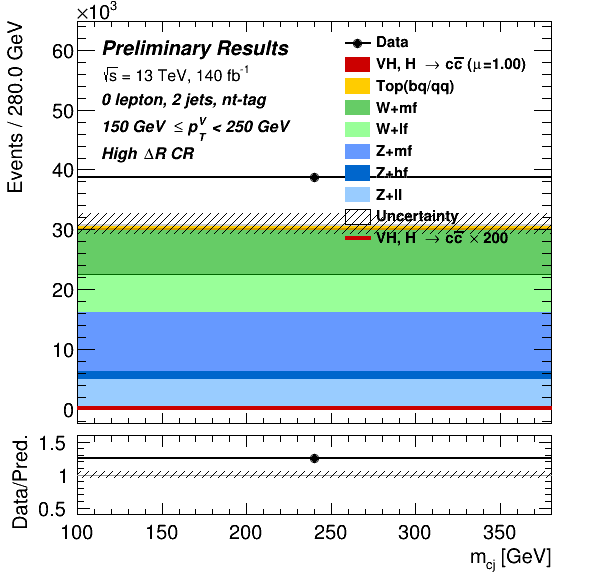 ×10³
Events / 280.0 GeV
60
50
40
30
20
10
0
Preliminary Results
√s = 13 TeV, 140 fb⁻¹
0 lepton, 2 jets, nt-tag
150 GeV ≤ p_T^V < 250 GeV
High ΔR CR
Data
VH, H → cc̅ (μ=1.00)
Top(bq/qq)
W+mf
W+lf
Z+mf
Z+hf
Z+ll
Uncertainty
VH, H → cc̅ × 200
Data/Pred.
1.5
1
0.5
100 150 200 250 300 350
m_cj [GeV]